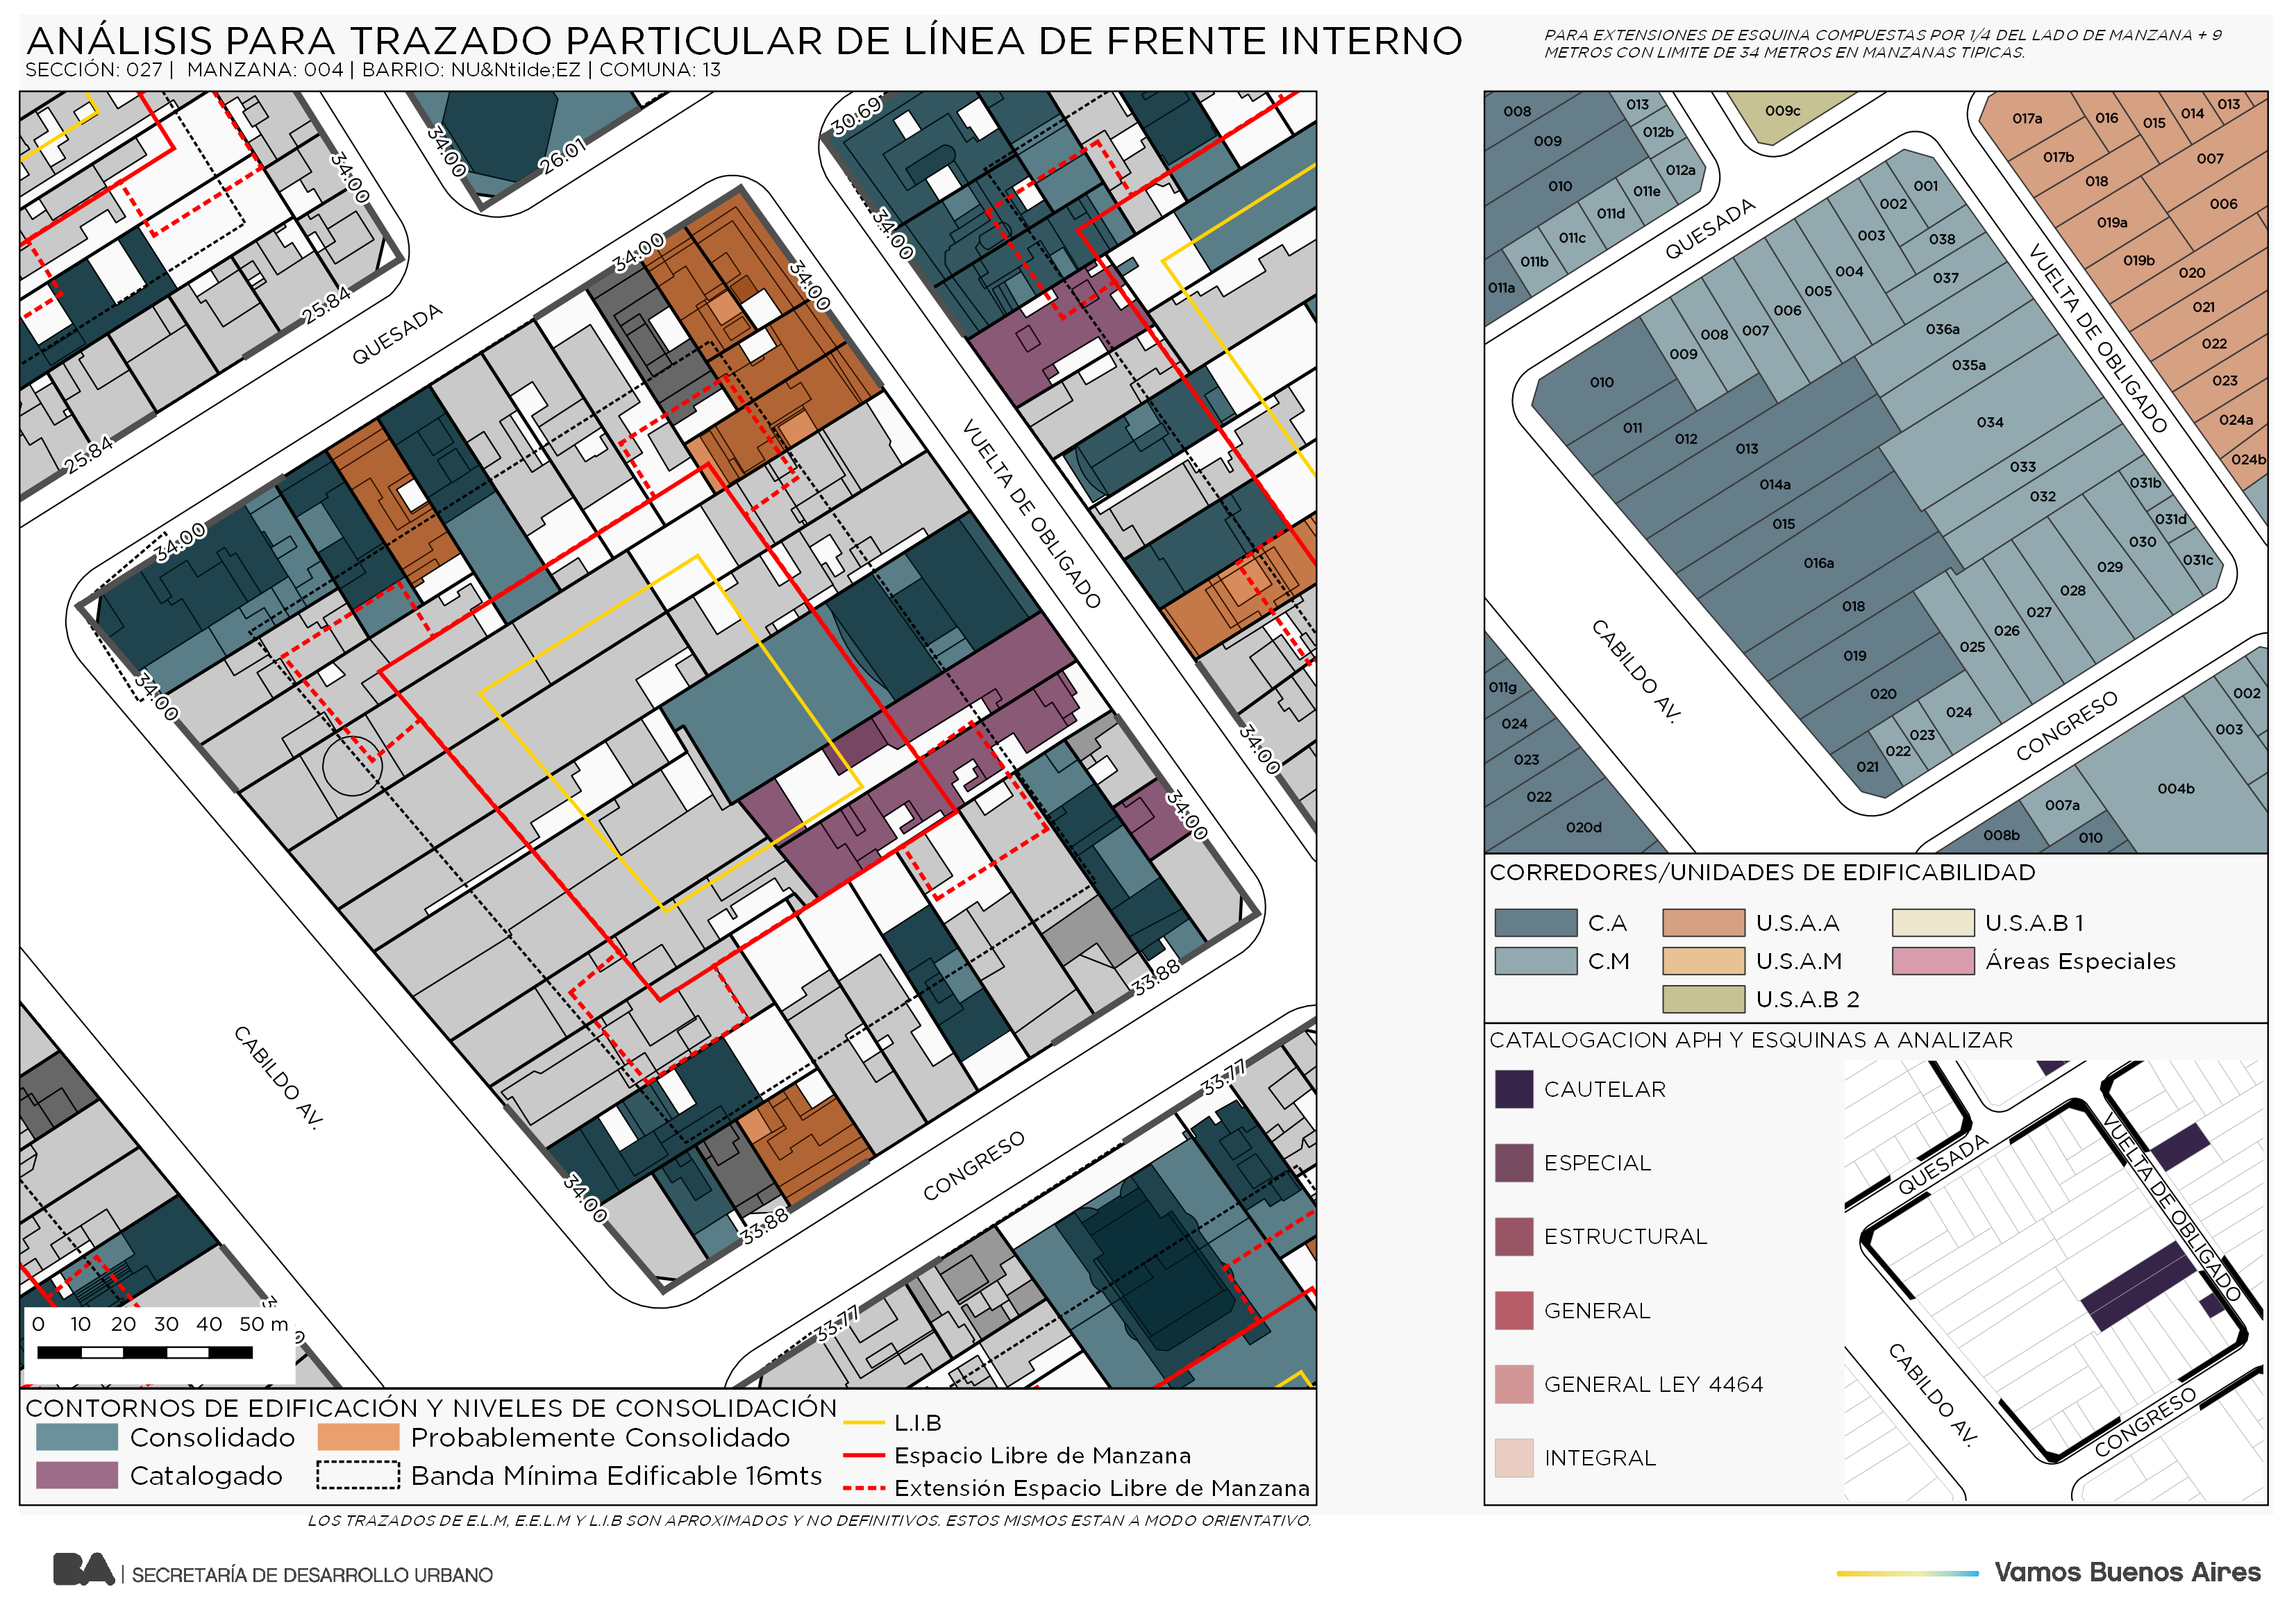 ANÁLISIS PARA TRAZADO PARTICULAR DE LÍNEA DE FRENTE INTERNO
SECCIÓN: 027 | MANZANA: 004 | BARRIO: NU&Ntilde;EZ | COMUNA: 13
PARA EXTENSIONES DE ESQUINA COMPUESTAS POR 1/4 DEL LADO DE MANZANA + 9
METROS CON LIMITE DE 34 METROS EN MANZANAS TIPICAS.
34.00
34.00
26.01
30.69
34.00
25.84
25.84
QUESADA
34.00
34.00
34.00
34.00
VUELTA DE OBLIGADO
34.00
34.00
33.88
CABILDO AV.
34.00
33.88
CONGRESO
33.77
33.77
0 10 20 30 40 50 m
CONTORNOS DE EDIFICACIÓN Y NIVELES DE CONSOLIDACIÓN
Consolidado
Probablemente Consolidado
Catalogado
Banda Mínima Edificable 16mts
L.I.B
Espacio Libre de Manzana
Extensión Espacio Libre de Manzana
LOS TRAZADOS DE E.L.M, E.E.L.M Y L.I.B SON APROXIMADOS Y NO DEFINITIVOS. ESTOS MISMOS ESTAN A MODO ORIENTATIVO.
008
009
010
013
012b
012a
011e
011d
011c
011b
011a
009c
017a
016
015
014
013
017b
007
018
006
019a
019b
020
021
022
023
024a
024b
QUESADA
VUELTA DE OBLIGADO
001
002
003
038
037
004
005
006
007
008
009
036a
035a
034
033
032
031b
031d
031c
030
029
028
027
026
025
010
011
012
013
014a
015
016a
018
019
020
024
023
022
021
CABILDO AV.
CONGRESO
011g
024
023
022
020d
002
003
004b
007a
008b
010
CORREDORES/UNIDADES DE EDIFICABILIDAD
C.A
U.S.A.A
U.S.A.B 1
C.M
U.S.A.M
Áreas Especiales
U.S.A.B 2
CATALOGACION APH Y ESQUINAS A ANALIZAR
CAUTELAR
ESPECIAL
ESTRUCTURAL
GENERAL
GENERAL LEY 4464
INTEGRAL
QUESADA
VUELTA DE OBLIGADO
CABILDO AV.
CONGRESO
BA | SECRETARÍA DE DESARROLLO URBANO
Vamos Buenos Aires